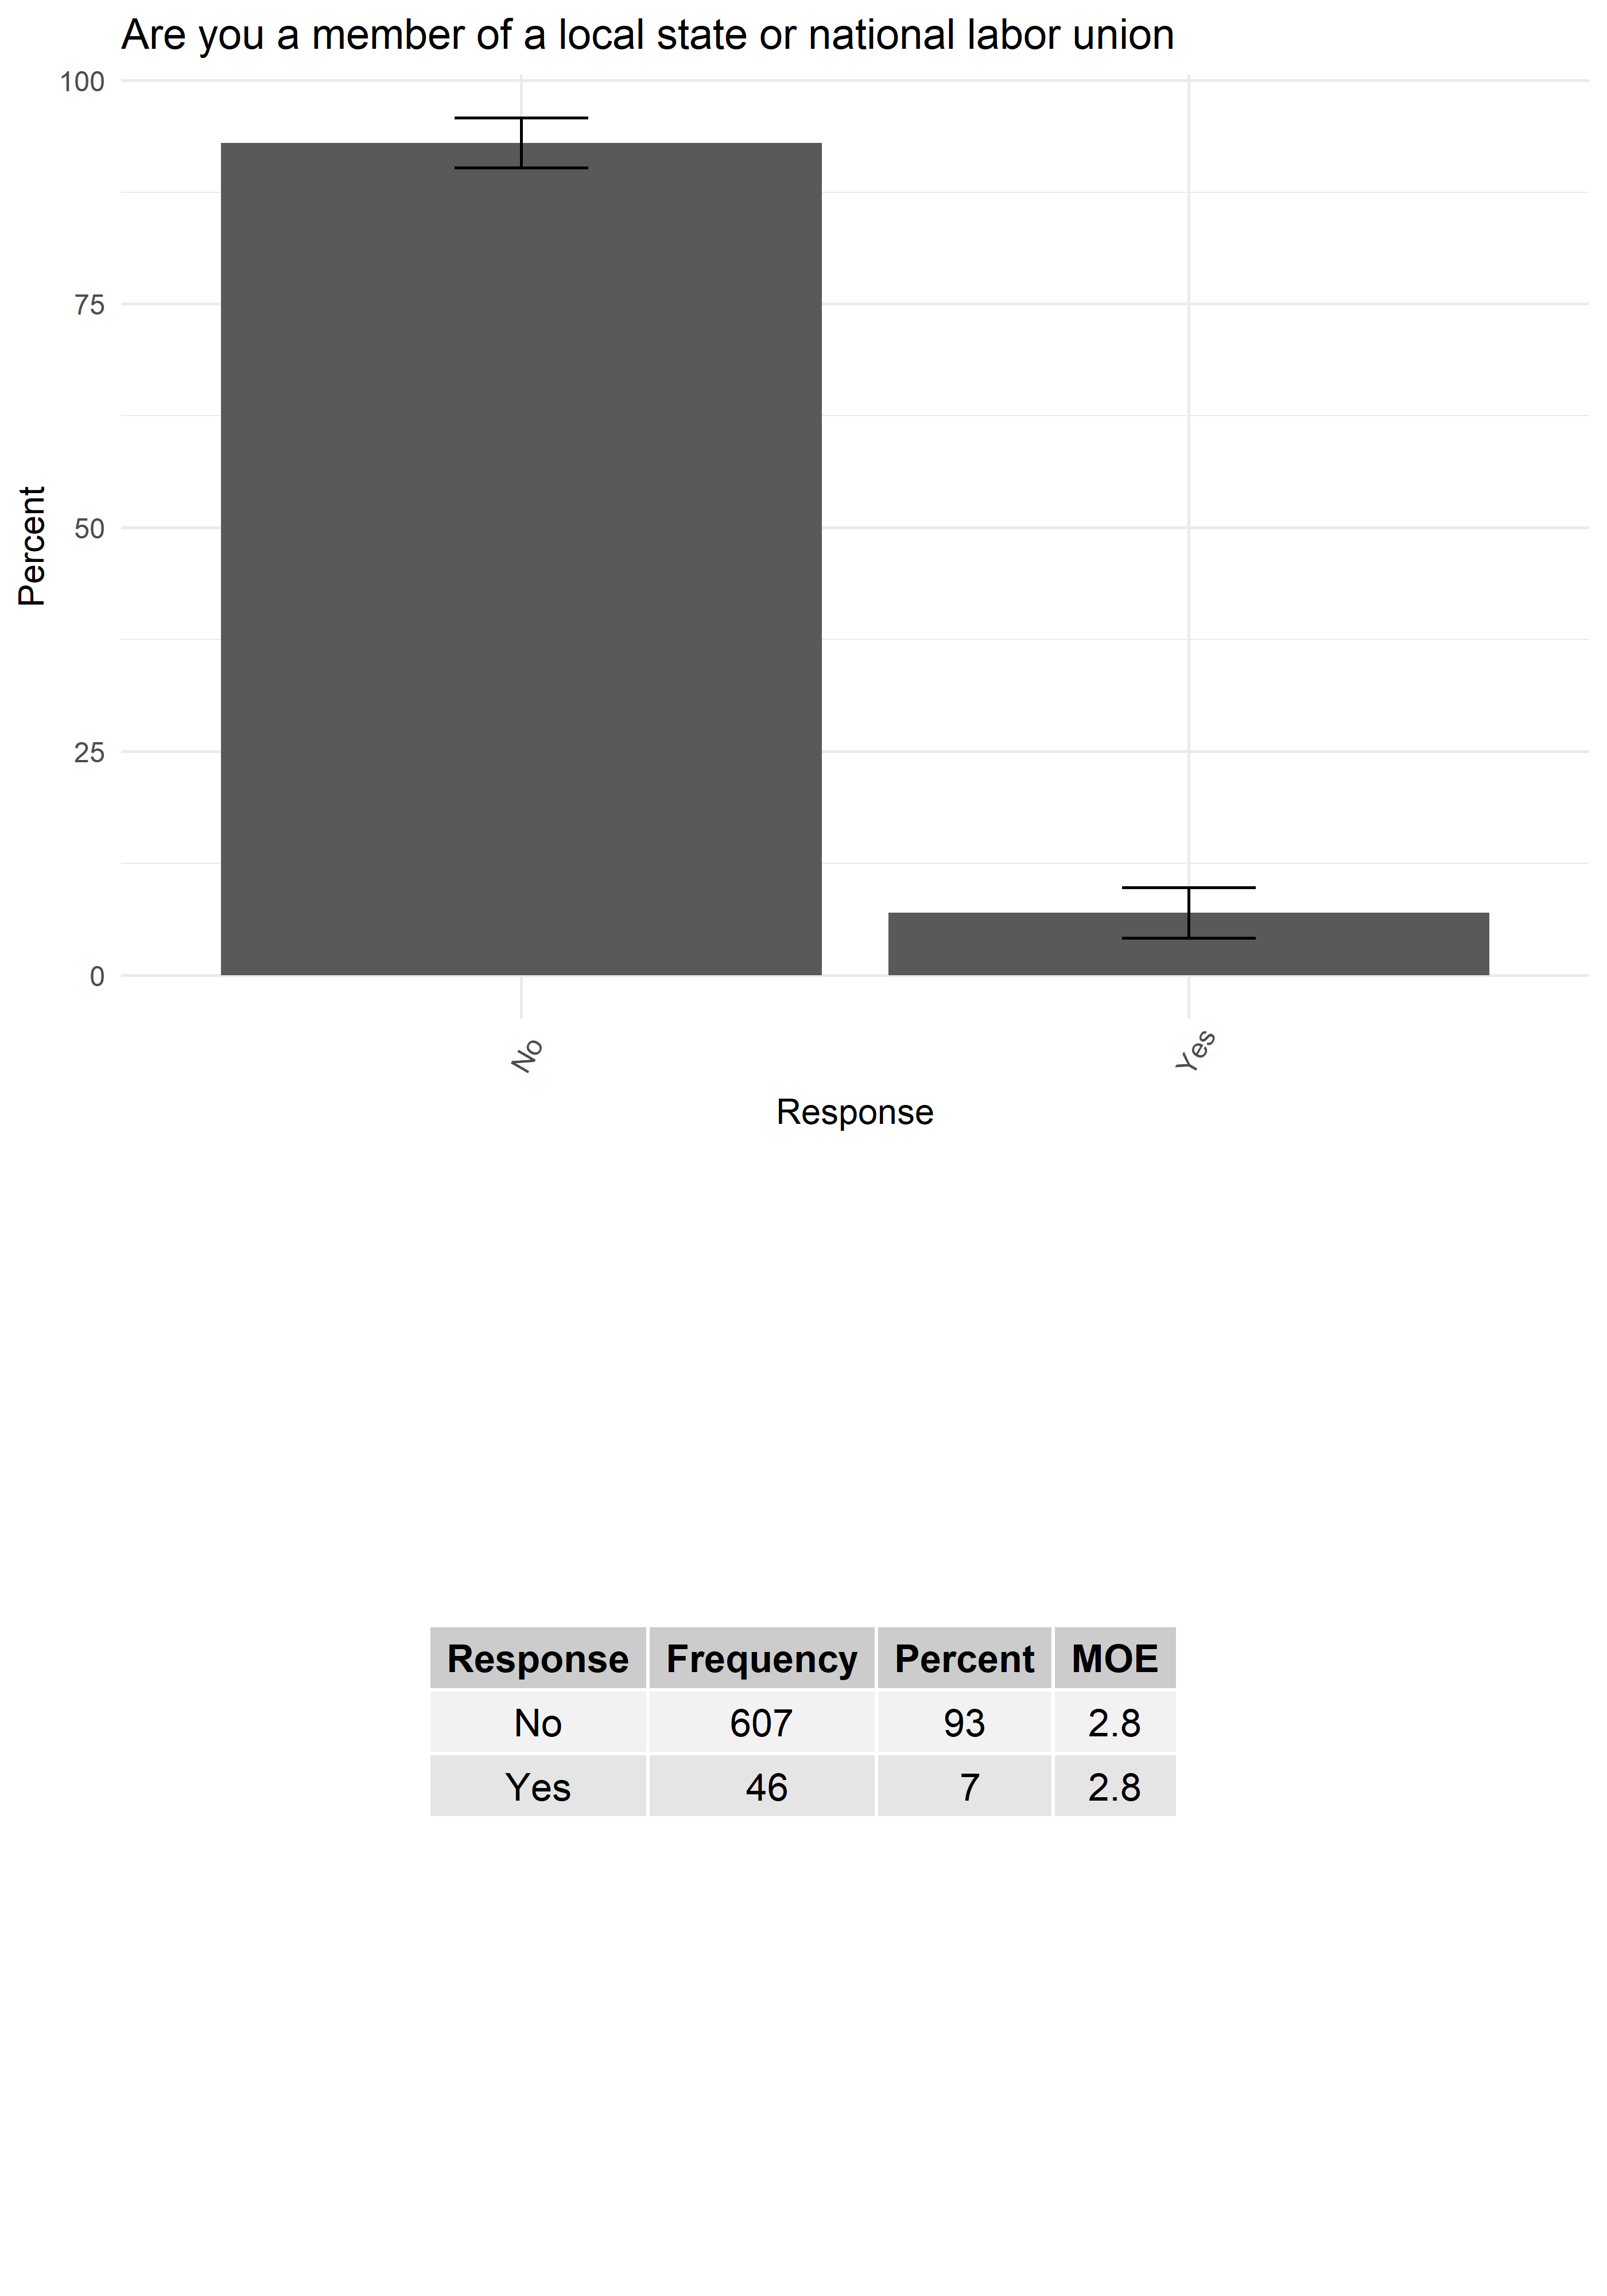 Are you a member of a local state or national labor union
100
75
50
25
0
Percent
No
Yes
Response
Response Frequency Percent MOE
No 607 93 2.8
Yes 46 7 2.8